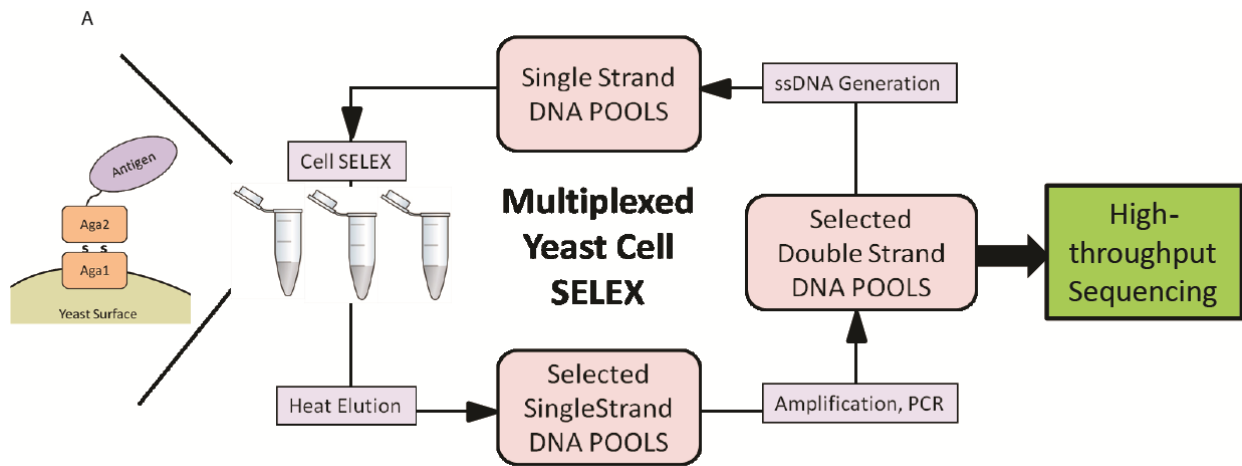 A
Antigen
Aga2
s s
Aga1
Yeast Surface
Single Strand
DNA POOLS
ssDNA Generation
Cell SELEX
Multiplexed
Yeast Cell
SELEX
Selected
Double Strand
DNA POOLS
High-
throughput
Sequencing
Heat Elution
Selected
SingleStrand
DNA POOLS
Amplification, PCR